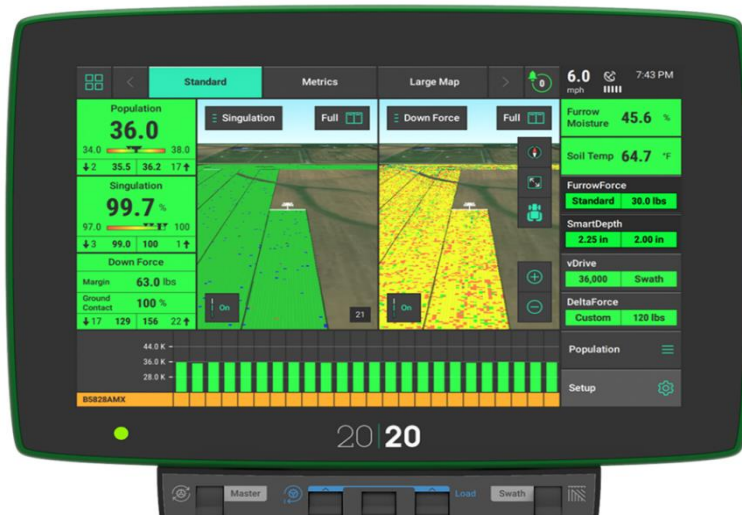 Standard
Metrics
Large Map
0
6.0
mph
7:43 PM
Population
36.0
34.0 38.0
2 35.5 36.2 17
Singulation
99.7 %
97.0 100
3 99.0 100 1
Down Force
Margin 63.0 lbs
Ground Contact 100 %
17 129 156 22
Singulation
Full
On
21
Down Force
Full
On
Furrow Moisture 45.6 %
Soil Temp 64.7 °F
FurrowForce
Standard 30.0 lbs
SmartDepth
2.25 in 2.00 in
vDrive
36,000 Swath
DeltaForce
Custom 120 lbs
Population
Setup
44.0 K
36.0 K
28.0 K
B5828AMX
20|20
Master
Load
Swath